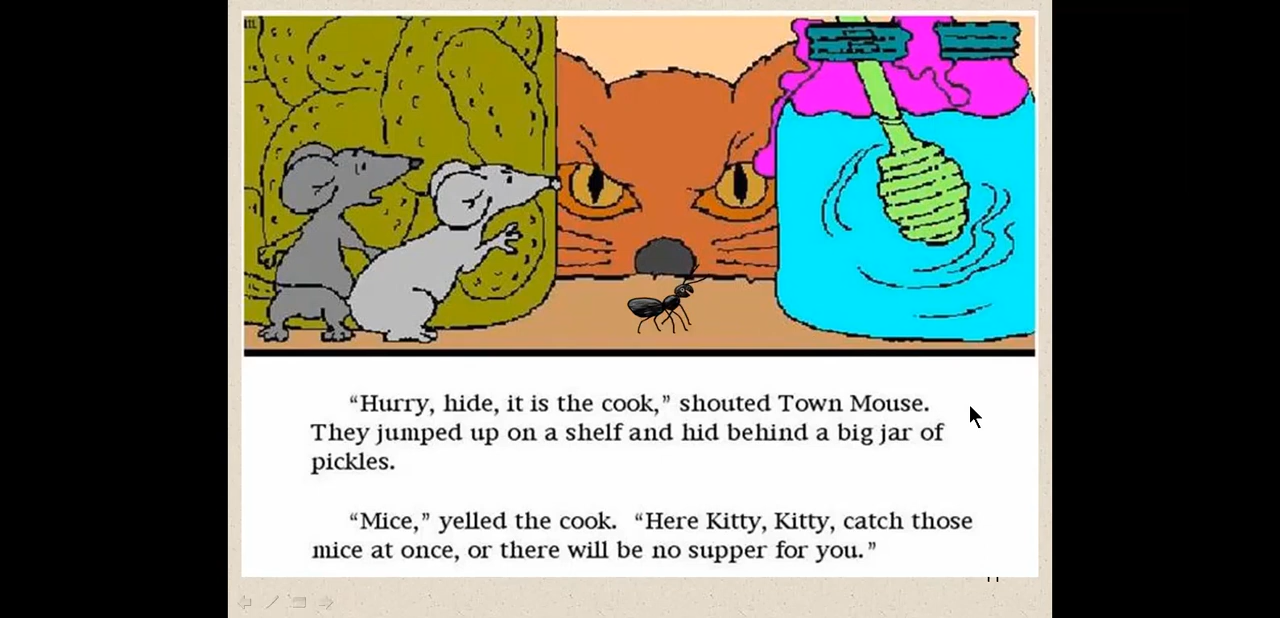 “Hurry, hide, it is the cook,” shouted Town Mouse.
They jumped up on a shelf and hid behind a big jar of
pickles.
“Mice,” yelled the cook.  “Here Kitty, Kitty, catch those
mice at once, or there will be no supper for you.”